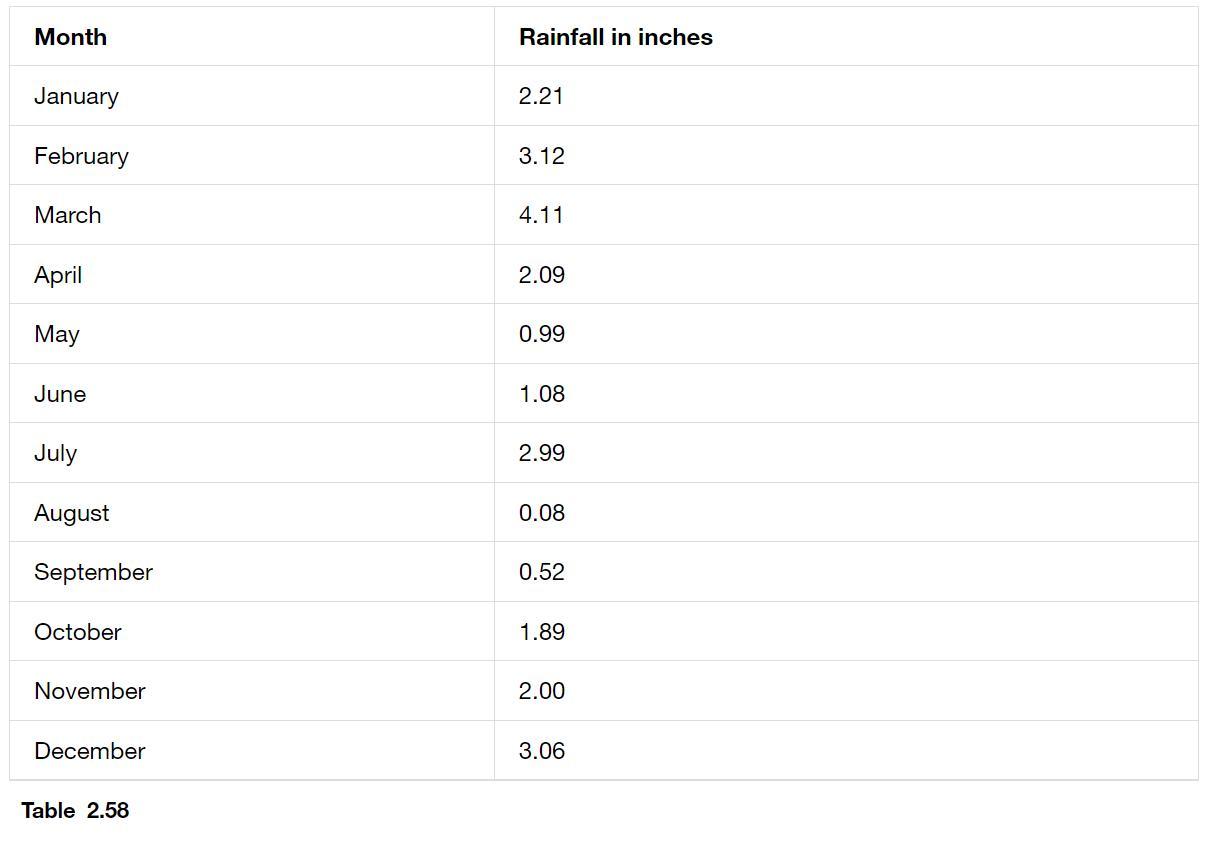 Month Rainfall in inches
January 2.21
February 3.12
March 4.11
April 2.09
May 0.99
June 1.08
July 2.99
August 0.08
September 0.52
October 1.89
November 2.00
December 3.06
Table 2.58